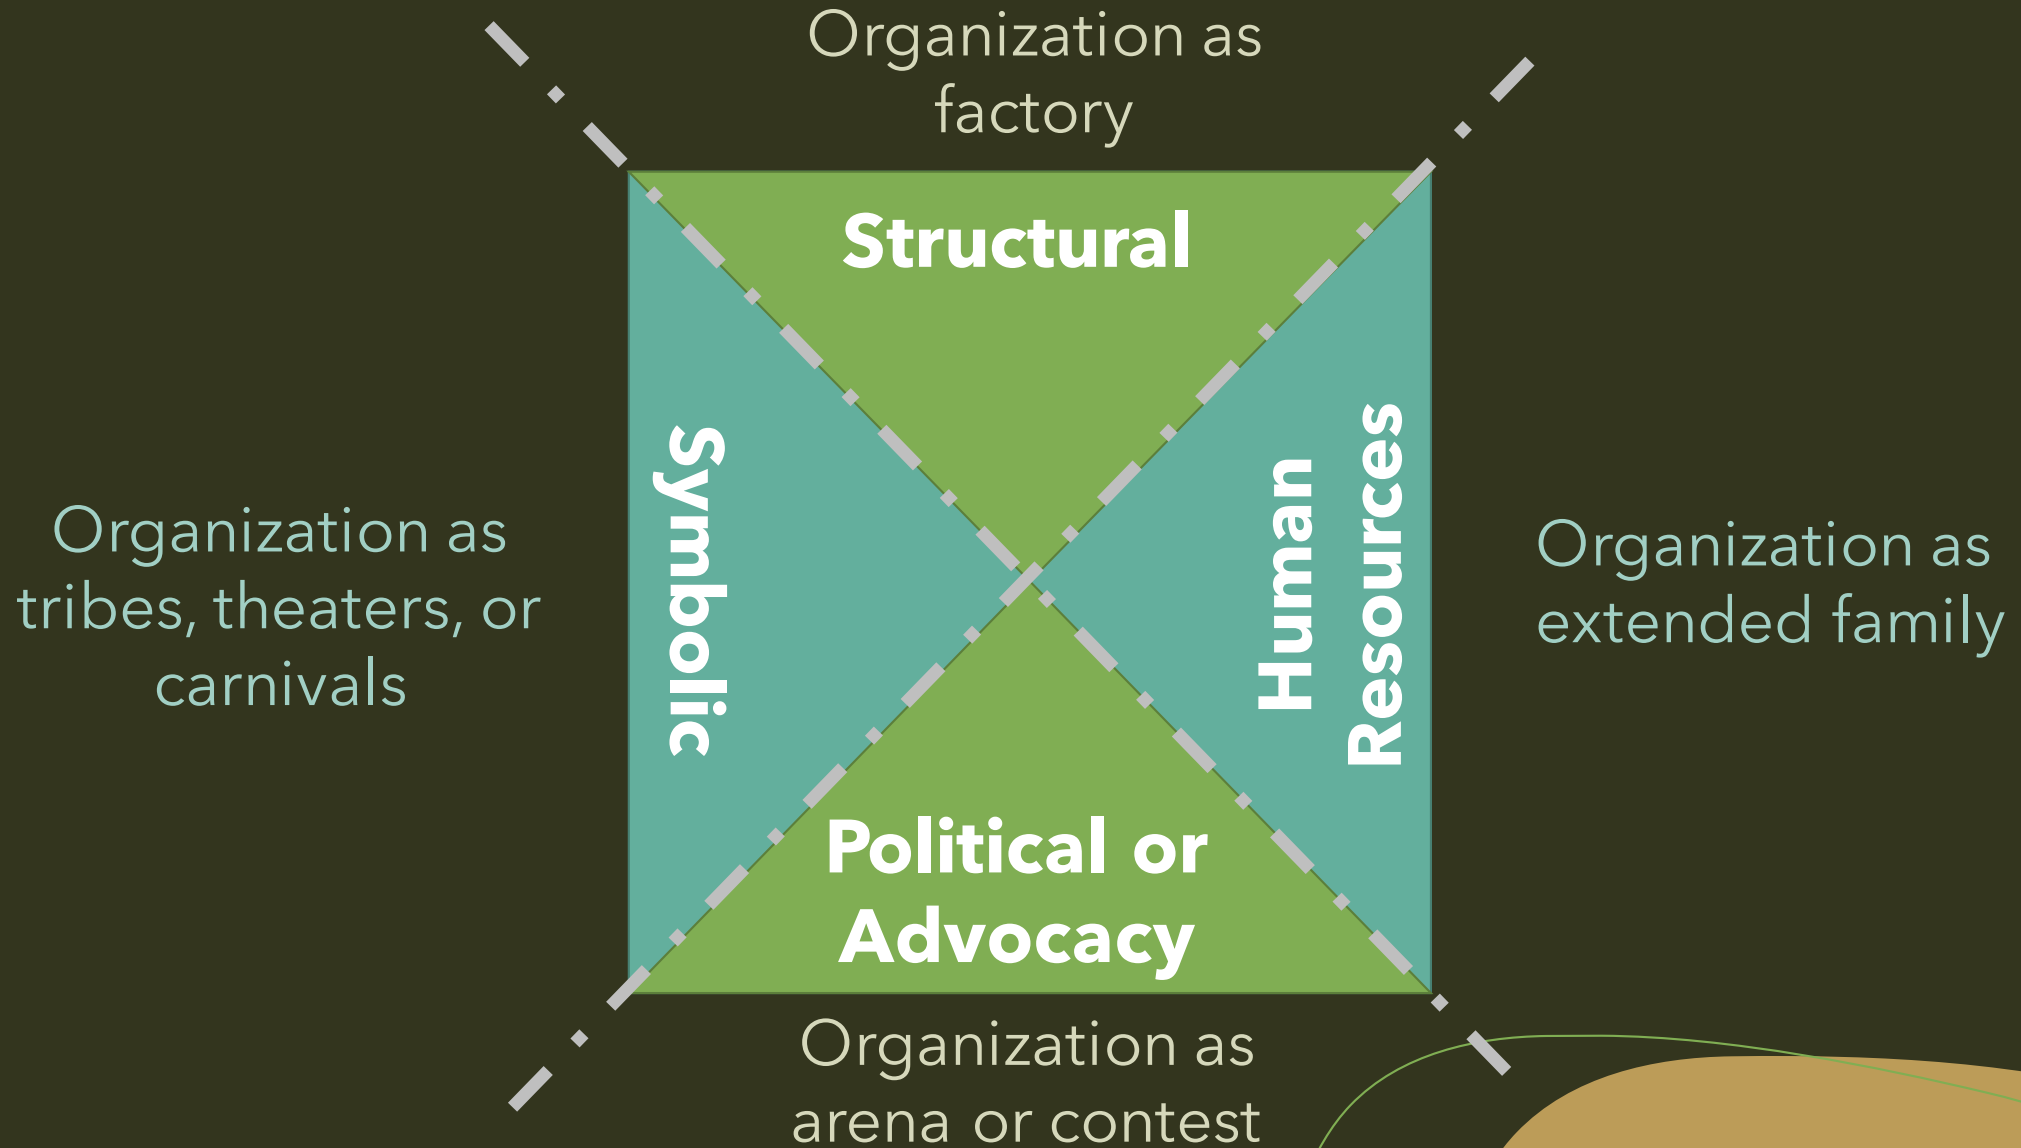 Organization as
factory
Structural
Symbolic
Human
Resources
Organization as
tribes, theaters, or
carnivals
Organization as
extended family
Political or
Advocacy
Organization as
arena or contest